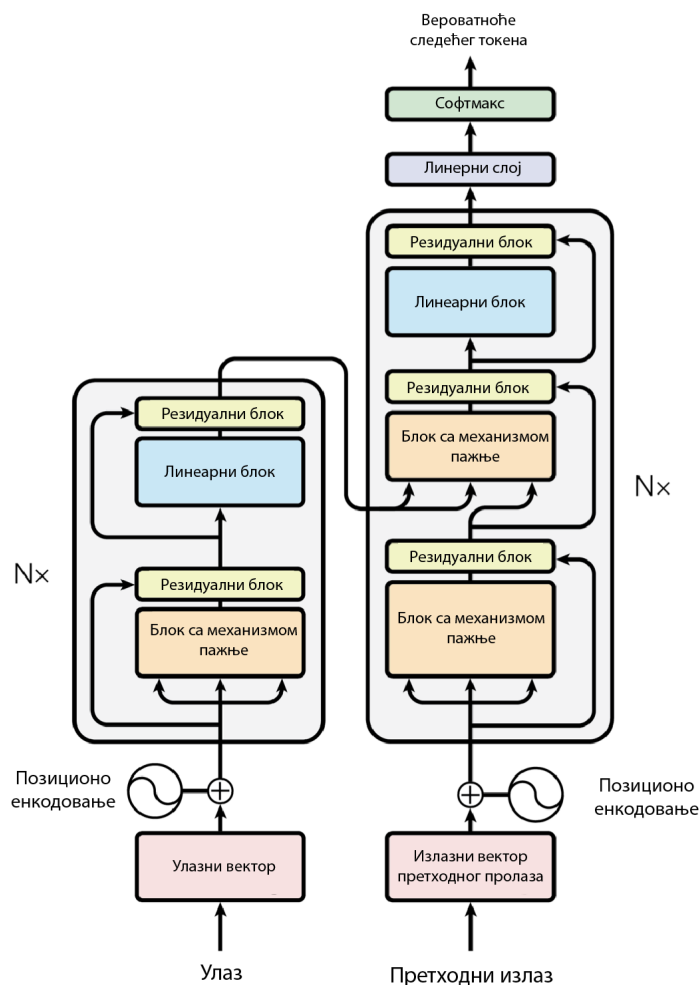 Вероватноће
следећег токена
Софтмакс
Линерни слој
Резидуални блок
Линеарни блок
Резидуални блок
Блок са механизмом
пажње
Резидуални блок
Блок са механизмом
пажње
N×
Резидуални блок
Линеарни блок
Резидуални блок
Блок са механизмом
пажње
N×
Позиционо
енкодовање
Позиционо
енкодовање
Улазни вектор
Излазни вектор
претходног пролаза
Улаз
Претходни излаз